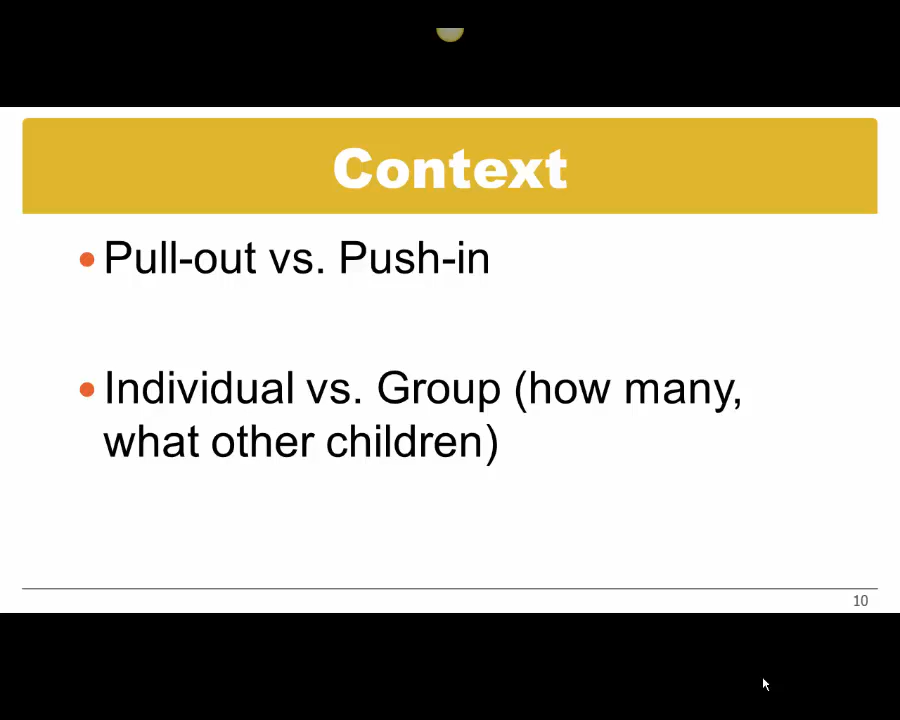 Context
•Pull-out vs. Push-in
•Individual vs. Group (how many,
what other children)
10